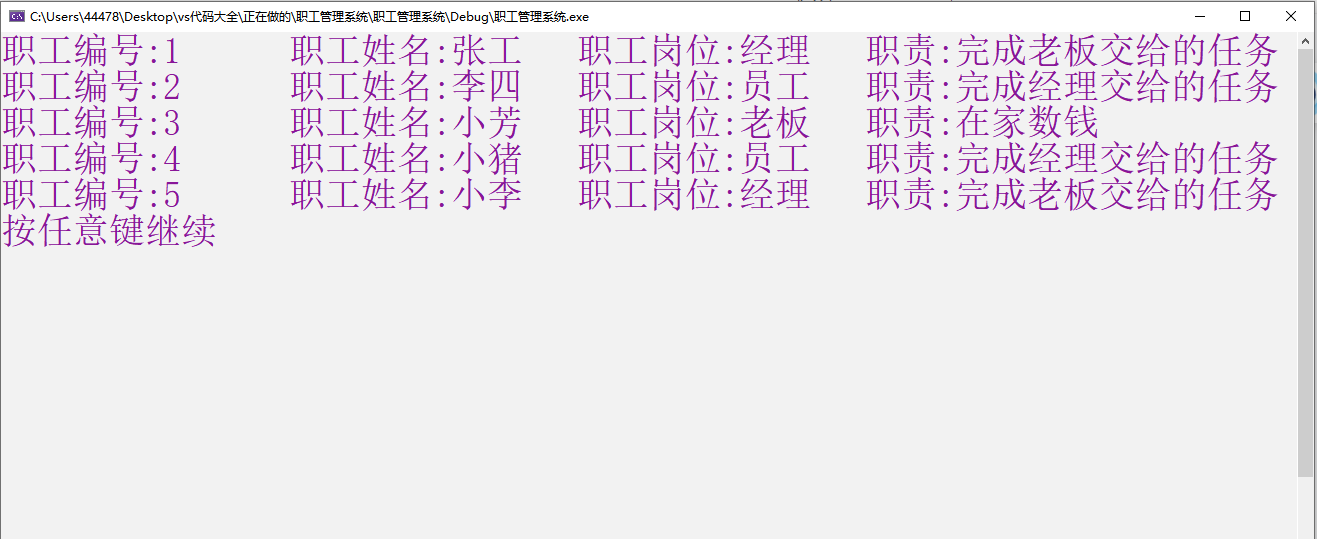 C:\Users\44478\Desktop\vs代码大全\正在做的\职工管理系统\职工管理系统\Debug\职工管理系统.exe
职工编号:1 职工姓名:张工 职工岗位:经理 职责:完成老板交给的任务
职工编号:2 职工姓名:李四 职工岗位:员工 职责:完成经理交给的任务
职工编号:3 职工姓名:小芳 职工岗位:老板 职责:在家数钱
职工编号:4 职工姓名:小猪 职工岗位:员工 职责:完成经理交给的任务
职工编号:5 职工姓名:小李 职工岗位:经理 职责:完成老板交给的任务
按任意键继续